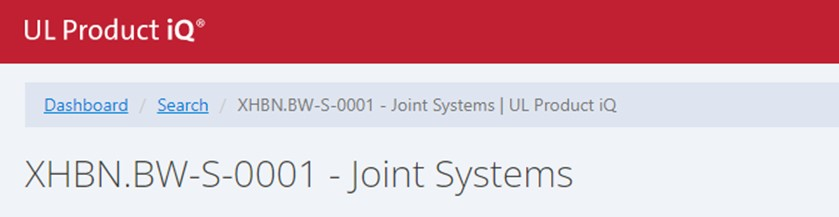 UL Product iQ®
Dashboard / Search / XHBN.BW-S-0001 - Joint Systems | UL Product iQ
XHBN.BW-S-0001 - Joint Systems